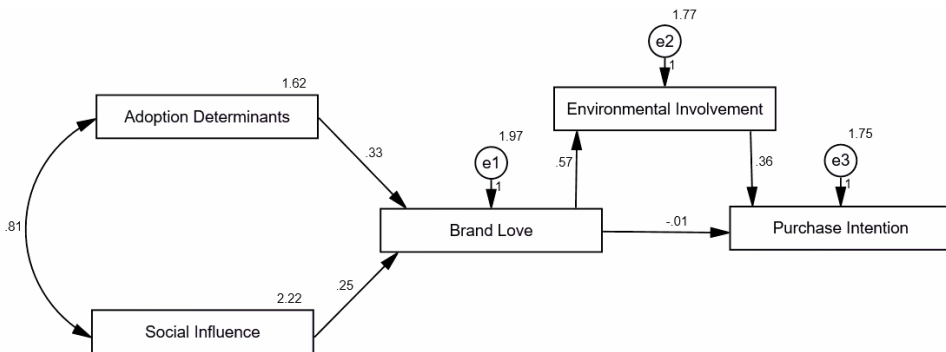 1.77
e2
1
1.62
Environmental Involvement
Adoption Determinants
1.97
1.75
.33
e1
.57
.36
e3
1
1
.81
Brand Love
-.01
Purchase Intention
2.22
.25
Social Influence